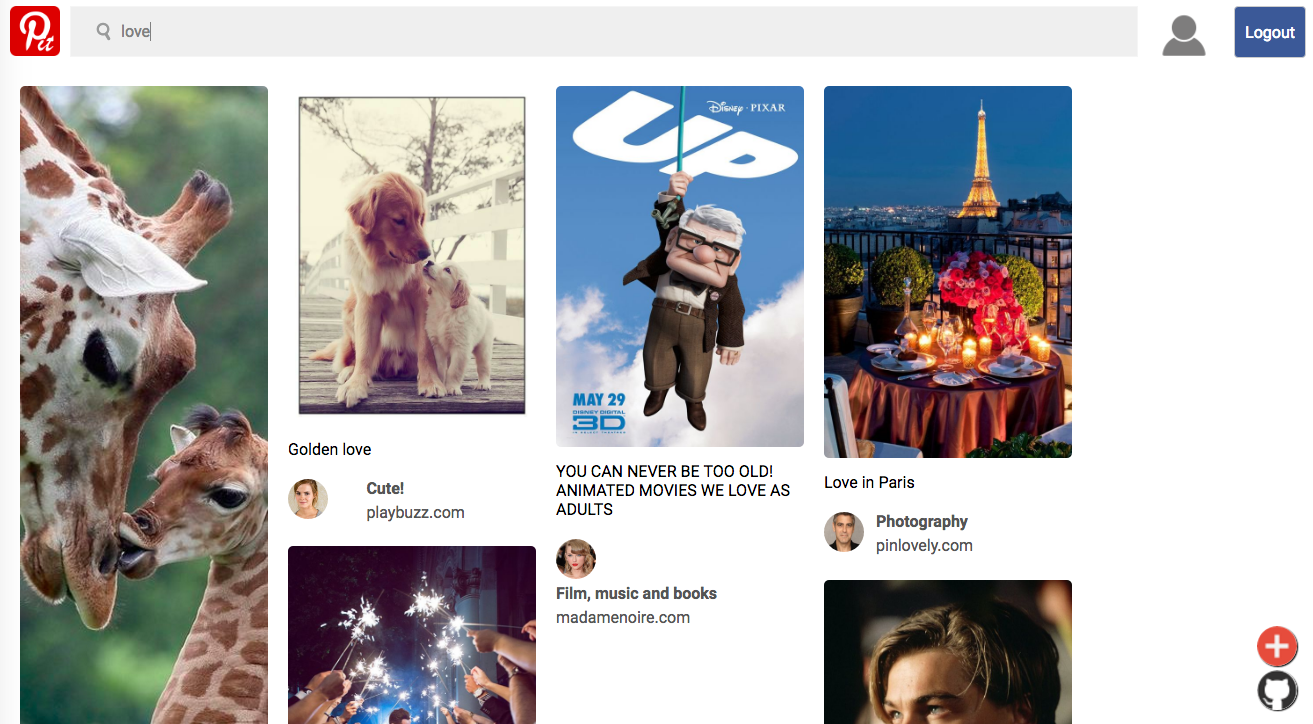 Pit
love
Logout
Disney · PIXAR
UP
MAY 29
DISNEY DIGITAL
3D
Golden love
Cute!
playbuzz.com
YOU CAN NEVER BE TOO OLD!
ANIMATED MOVIES WE LOVE AS
ADULTS
Film, music and books
madamenoire.com
Love in Paris
Photography
pinlovely.com